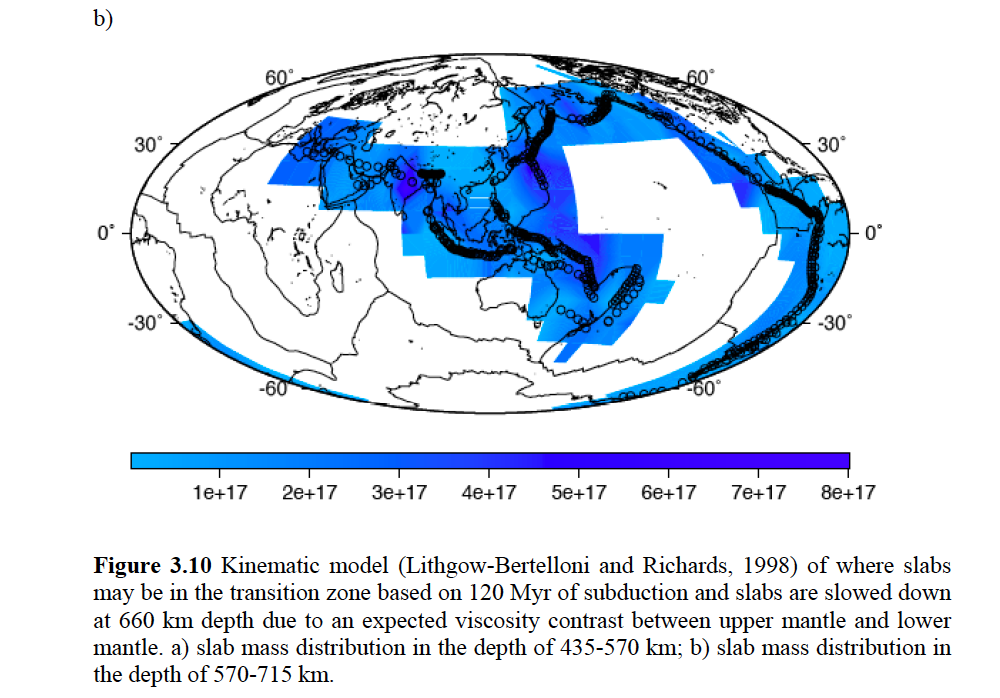 b)
60° 60°
30° 30°
0° 0°
-30° -30°
-60° -60°
1e+17 2e+17 3e+17 4e+17 5e+17 6e+17 7e+17 8e+17
Figure 3.10 Kinematic model (Lithgow-Bertelloni and Richards, 1998) of where slabs
may be in the transition zone based on 120 Myr of subduction and slabs are slowed down
at 660 km depth due to an expected viscosity contrast between upper mantle and lower
mantle. a) slab mass distribution in the depth of 435-570 km; b) slab mass distribution in
the depth of 570-715 km.